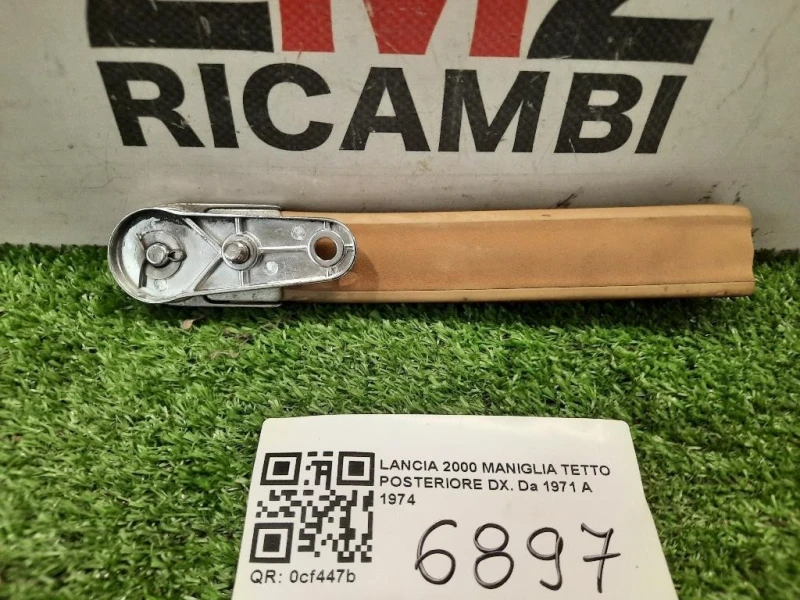 RICAMBI
LANCIA 2000 MANIGLIA TETTO
POSTERIORE DX. Da 1971 A
1974
QR: 0cf447b
6897